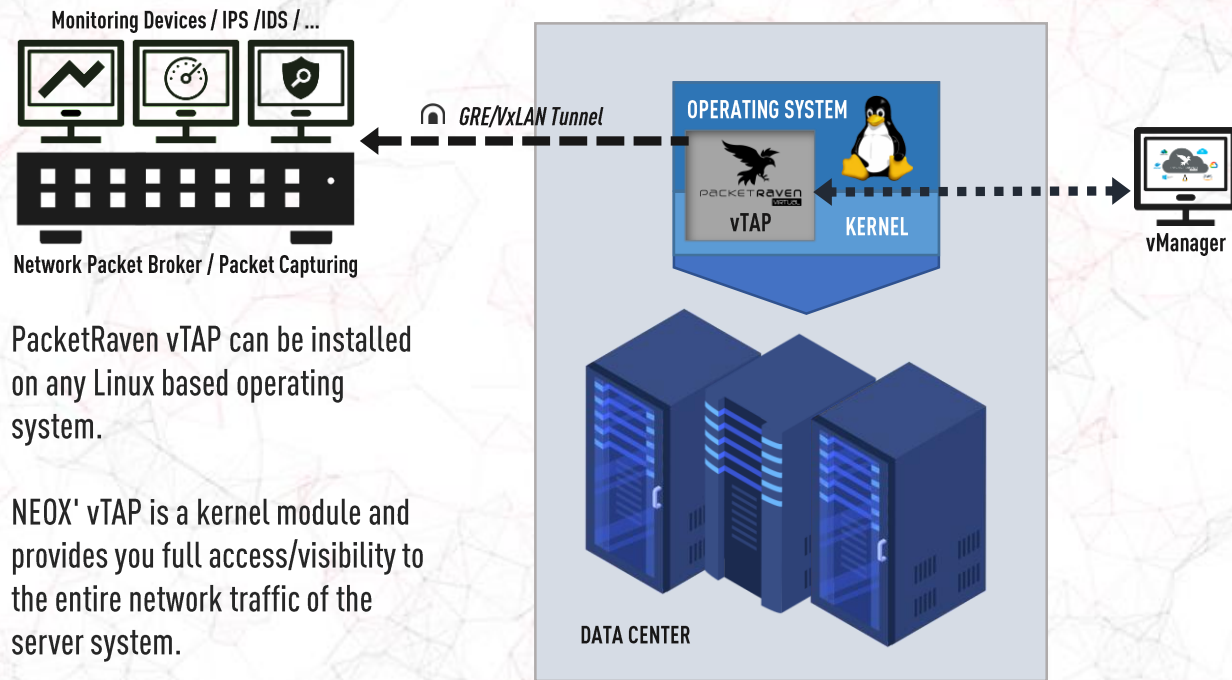 Monitoring Devices / IPS /IDS / ...
GRE/VxLAN Tunnel
OPERATING SYSTEM
PACKETRAVEN
VIRTUAL
vTAP
KERNEL
vManager
Network Packet Broker / Packet Capturing
PacketRaven vTAP can be installed
on any Linux based operating
system.
NEOX' vTAP is a kernel module and
provides you full access/visibility to
the entire network traffic of the
server system.
DATA CENTER